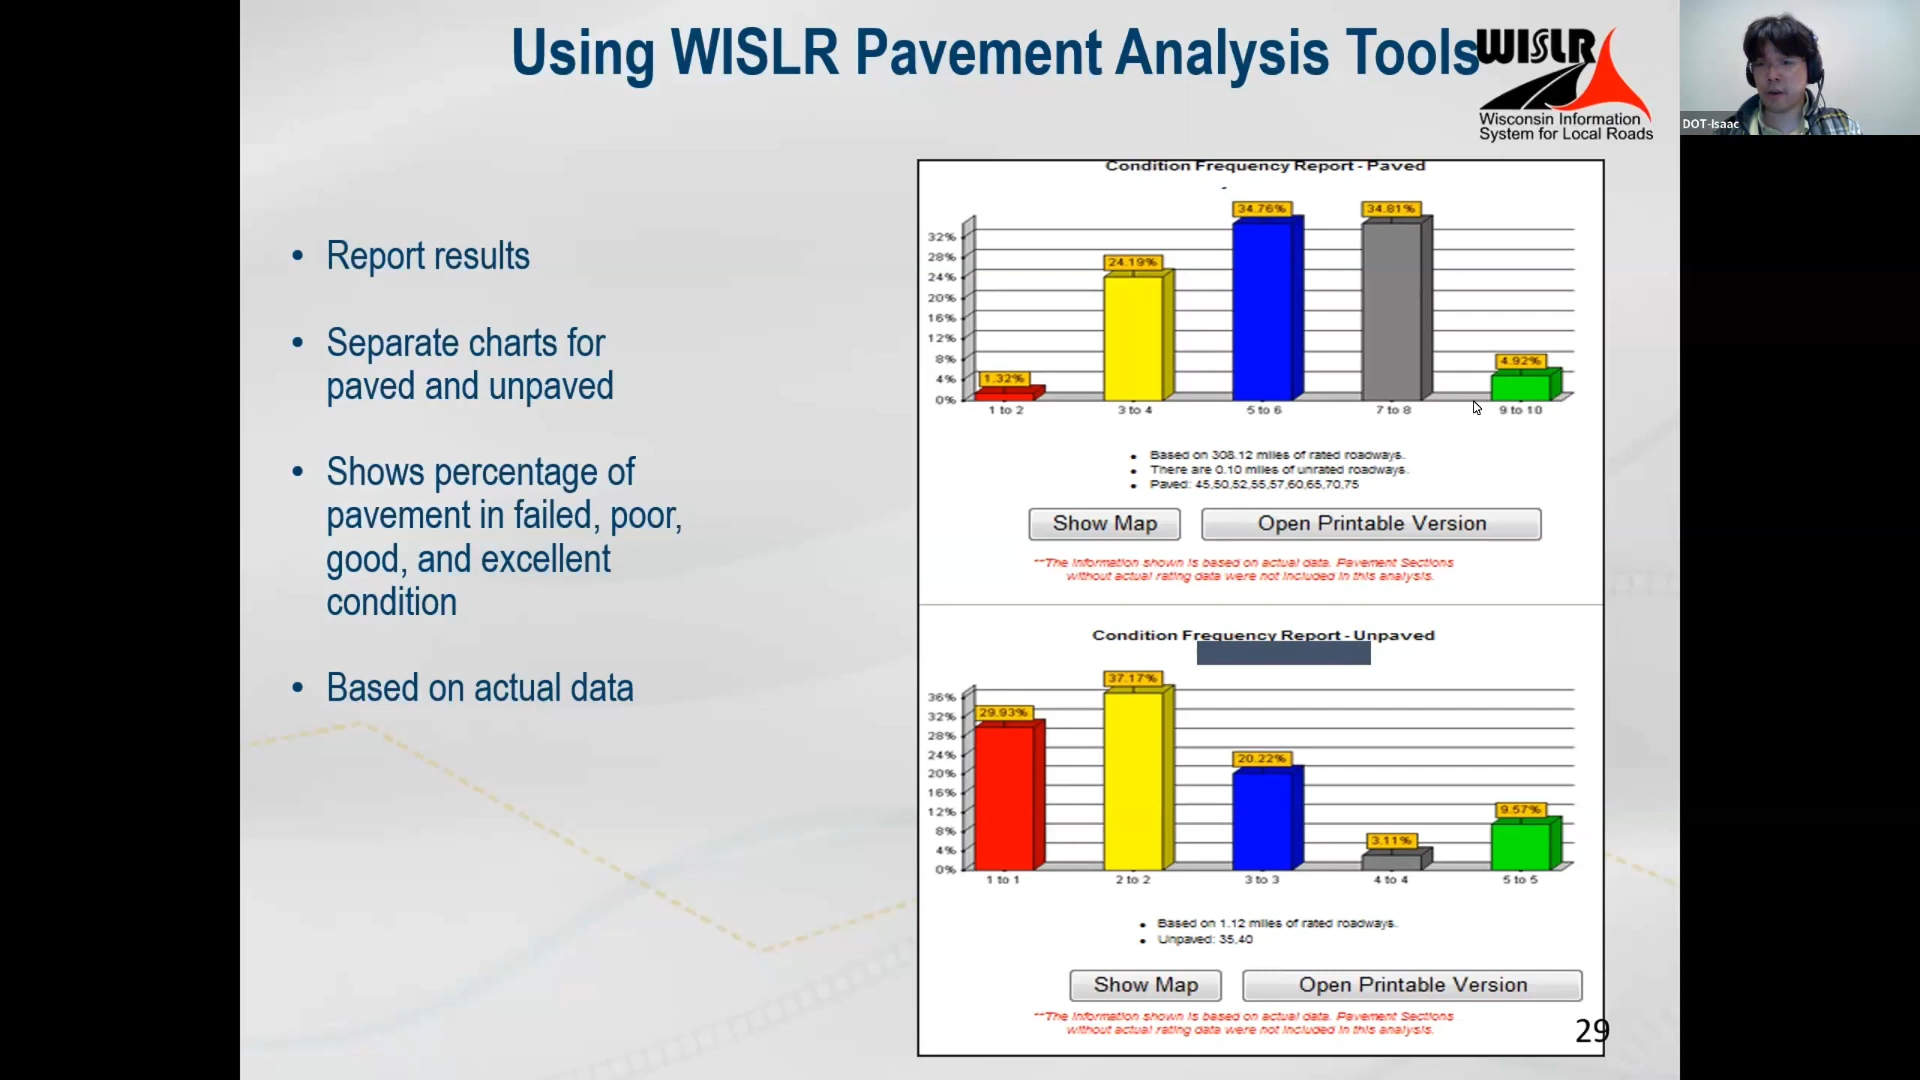 Using WISLR Pavement Analysis Tools
WISLR
Wisconsin Information
System for Local Roads
DOT-Isaac
• Report results
• Separate charts for
paved and unpaved
• Shows percentage of
pavement in failed, poor,
good, and excellent
condition
• Based on actual data
Condition Frequency Report - Paved
34.76% 34.81%
32%
28%
24.19%
24%
20%
16%
12%
8%
4.92%
4%
1.32%
0%
1 to 2 3 to 4 5 to 6 7 to 8 9 to 10
• Based on 308.12 miles of rated roadways.
• There are 0.10 miles of unrated roadways.
• Paved: 45,50,52,55,57,60,65,70,75
Show Map Open Printable Version
**The information shown is based on actual data. Pavement Sections
without actual rating data were not included in this analysis.
Condition Frequency Report - Unpaved
37.17%
36%
32%
29.93%
28%
24%
20.22%
20%
16%
12%
9.57%
8%
4%
3.11%
0%
1 to 1 2 to 2 3 to 3 4 to 4 5 to 5
• Based on 1.12 miles of rated roadways.
• Unpaved: 35,40
Show Map Open Printable Version
**The information shown is based on actual data. Pavement Sections
without actual rating data were not included in this analysis.
29